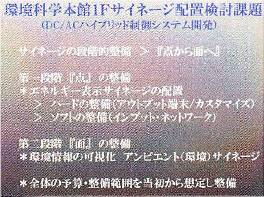 環境科学本館1Fサイネージ配置検討課題
(DC/ACハイブリッド制御システム開発)
サイネージの段階的整備 > 『点から面へ』
第一段階『点』の整備
＊エネルギー表示サイネージの配置
> ハードの整備(アウトプット端末/カスタマイズ)
> ソフトの整備(インプット・ネットワーク)
第二段階『面』の整備
＊環境情報の可視化 アンビエント(環境)サイネージ
＊全体の予算・整備範囲を当初から想定し整備